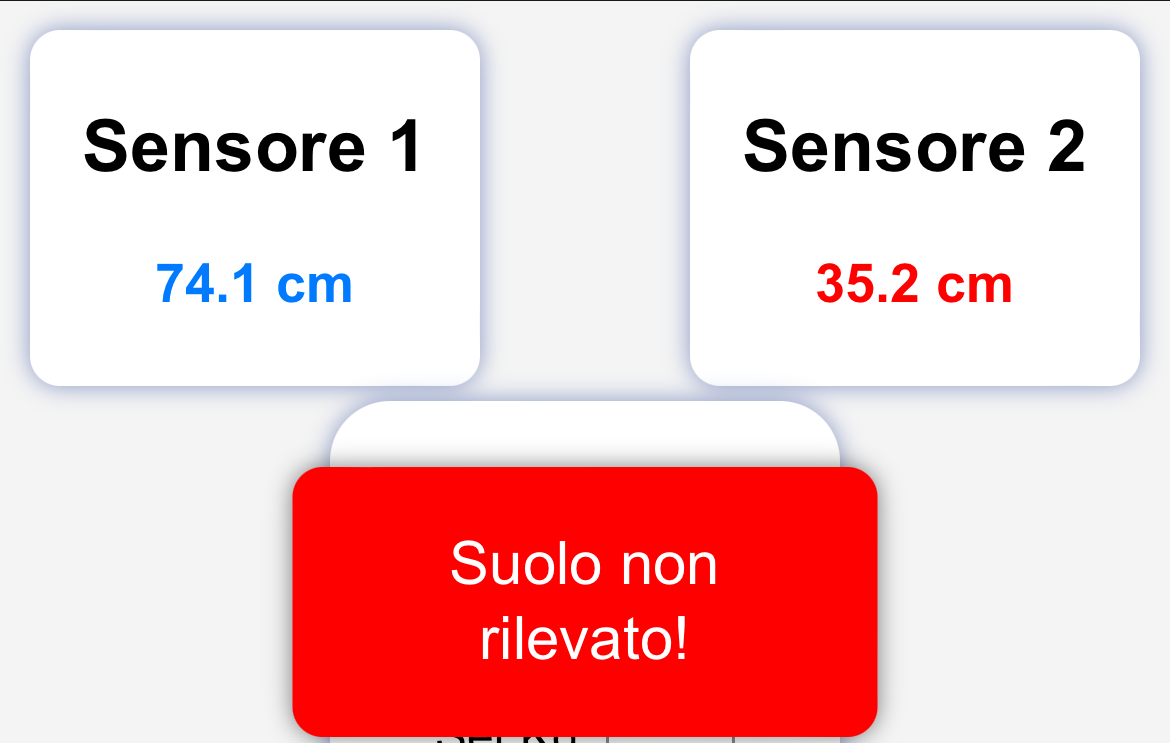 Sensore 1
Sensore 2
74.1 cm
35.2 cm
Suolo non
rilevato!